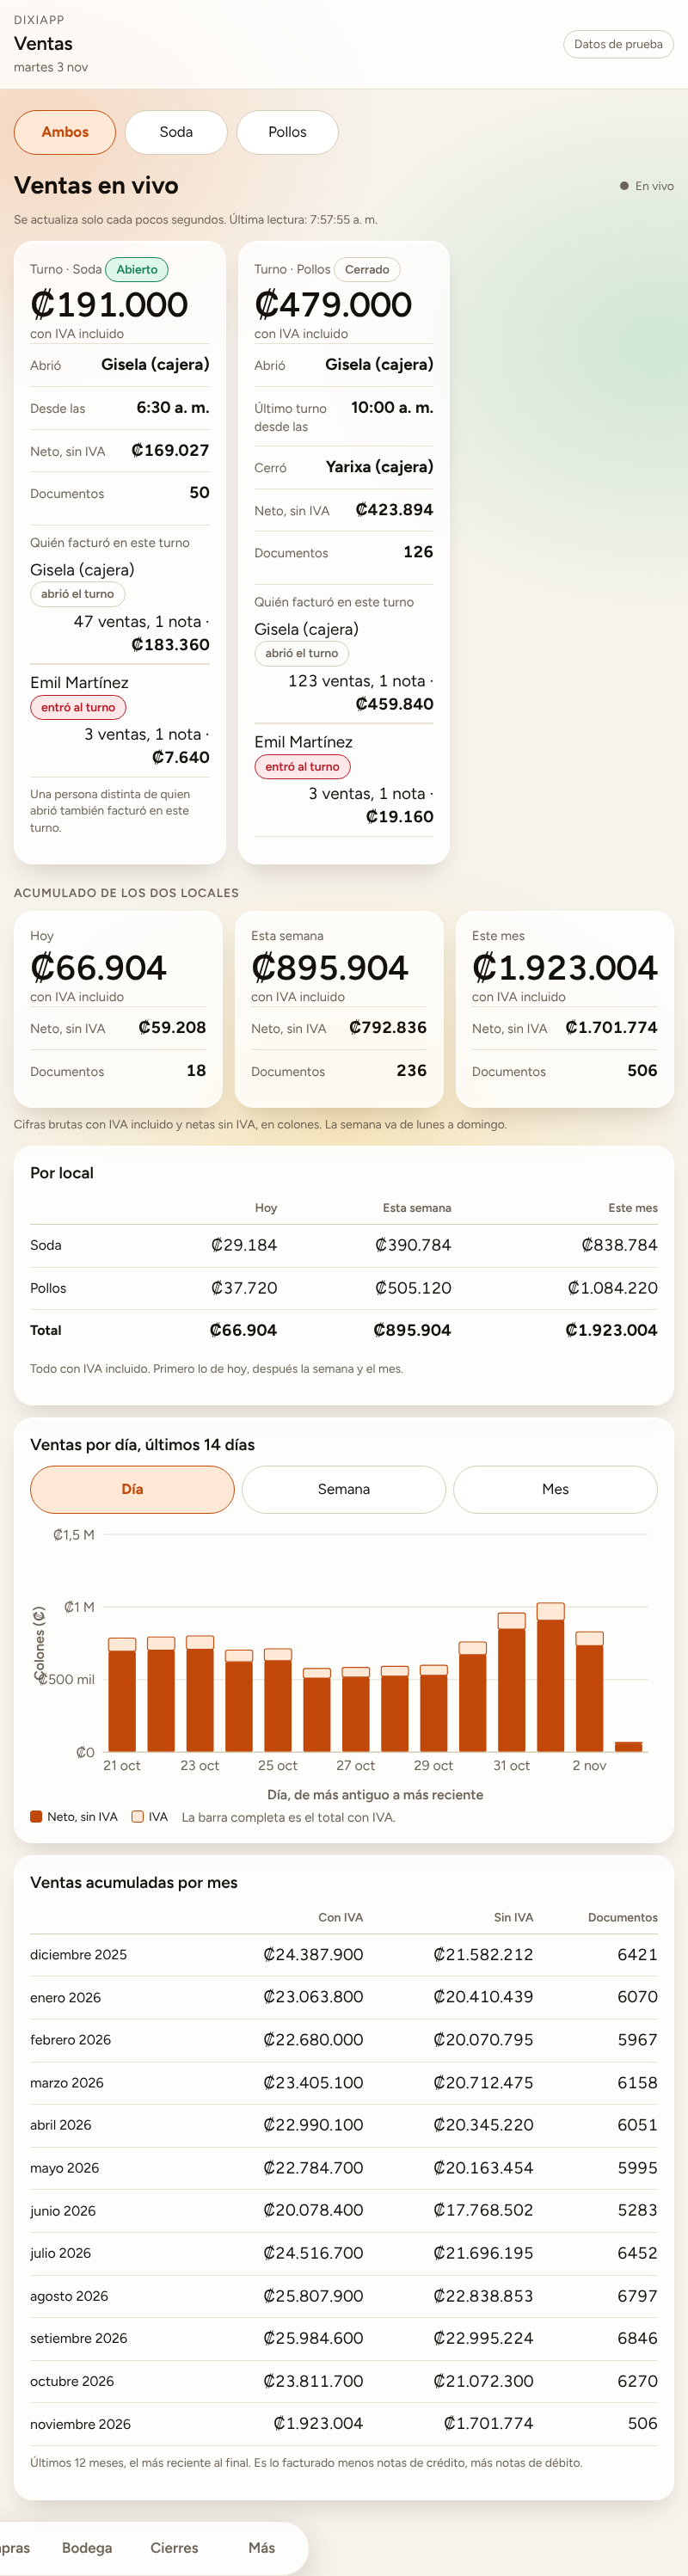 DIXIAPP
Ventas
martes 3 nov
Datos de prueba
Ambos
Soda
Pollos
Ventas en vivo
En vivo
Se actualiza solo cada pocos segundos. Última lectura: 7:57:55 a. m.
Turno · Soda Abierto
₡191.000
con IVA incluido
Abrió Gisela (cajera)
Desde las 6:30 a. m.
Neto, sin IVA ₡169.027
Documentos 50
Quién facturó en este turno
Gisela (cajera)
abrió el turno
47 ventas, 1 nota ·
₡183.360
Emil Martínez
entró al turno
3 ventas, 1 nota ·
₡7.640
Una persona distinta de quien
abrió también facturó en este
turno.
Turno · Pollos Cerrado
₡479.000
con IVA incluido
Abrió Gisela (cajera)
Último turno 10:00 a. m.
desde las
Cerró Yarixa (cajera)
Neto, sin IVA ₡423.894
Documentos 126
Quién facturó en este turno
Gisela (cajera)
abrió el turno
123 ventas, 1 nota ·
₡459.840
Emil Martínez
entró al turno
3 ventas, 1 nota ·
₡19.160
ACUMULADO DE LOS DOS LOCALES
Hoy
₡66.904
con IVA incluido
Neto, sin IVA ₡59.208
Documentos 18
Esta semana
₡895.904
con IVA incluido
Neto, sin IVA ₡792.836
Documentos 236
Este mes
₡1.923.004
con IVA incluido
Neto, sin IVA ₡1.701.774
Documentos 506
Cifras brutas con IVA incluido y netas sin IVA, en colones. La semana va de lunes a domingo.
Por local
Hoy Esta semana Este mes
Soda ₡29.184 ₡390.784 ₡838.784
Pollos ₡37.720 ₡505.120 ₡1.084.220
Total ₡66.904 ₡895.904 ₡1.923.004
Todo con IVA incluido. Primero lo de hoy, después la semana y el mes.
Ventas por día, últimos 14 días
Día
Semana
Mes
Colones (₡)
₡1,5 M
₡1 M
₡500 mil
₡0
21 oct 23 oct 25 oct 27 oct 29 oct 31 oct 2 nov
Día, de más antiguo a más reciente
Neto, sin IVA IVA La barra completa es el total con IVA.
Ventas acumuladas por mes
Con IVA Sin IVA Documentos
diciembre 2025 ₡24.387.900 ₡21.582.212 6421
enero 2026 ₡23.063.800 ₡20.410.439 6070
febrero 2026 ₡22.680.000 ₡20.070.795 5967
marzo 2026 ₡23.405.100 ₡20.712.475 6158
abril 2026 ₡22.990.100 ₡20.345.220 6051
mayo 2026 ₡22.784.700 ₡20.163.454 5995
junio 2026 ₡20.078.400 ₡17.768.502 5283
julio 2026 ₡24.516.700 ₡21.696.195 6452
agosto 2026 ₡25.807.900 ₡22.838.853 6797
setiembre 2026 ₡25.984.600 ₡22.995.224 6846
octubre 2026 ₡23.811.700 ₡21.072.300 6270
noviembre 2026 ₡1.923.004 ₡1.701.774 506
Últimos 12 meses, el más reciente al final. Es lo facturado menos notas de crédito, más notas de débito.
pras Bodega Cierres Más